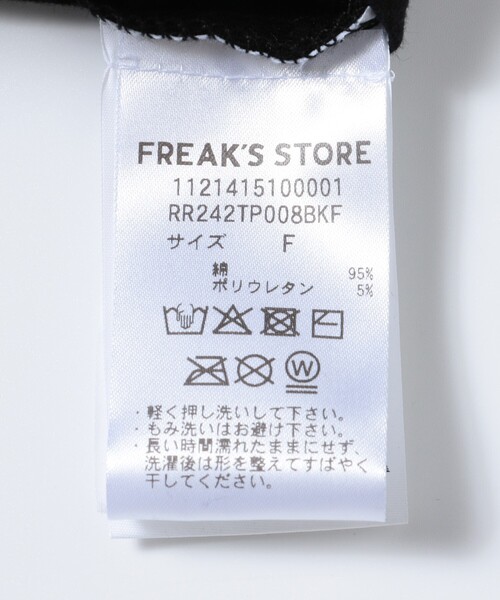 FREAK'S STORE
1121415100001
RR242TP008BKF
サイズ F
綿 95%
ポリウレタン 5%
W
・軽く押し洗いして下さい。
・もみ洗いはお避け下さい。
・長い時間濡れたままにせず、
洗濯後は形を整えてすばやく
干してください。